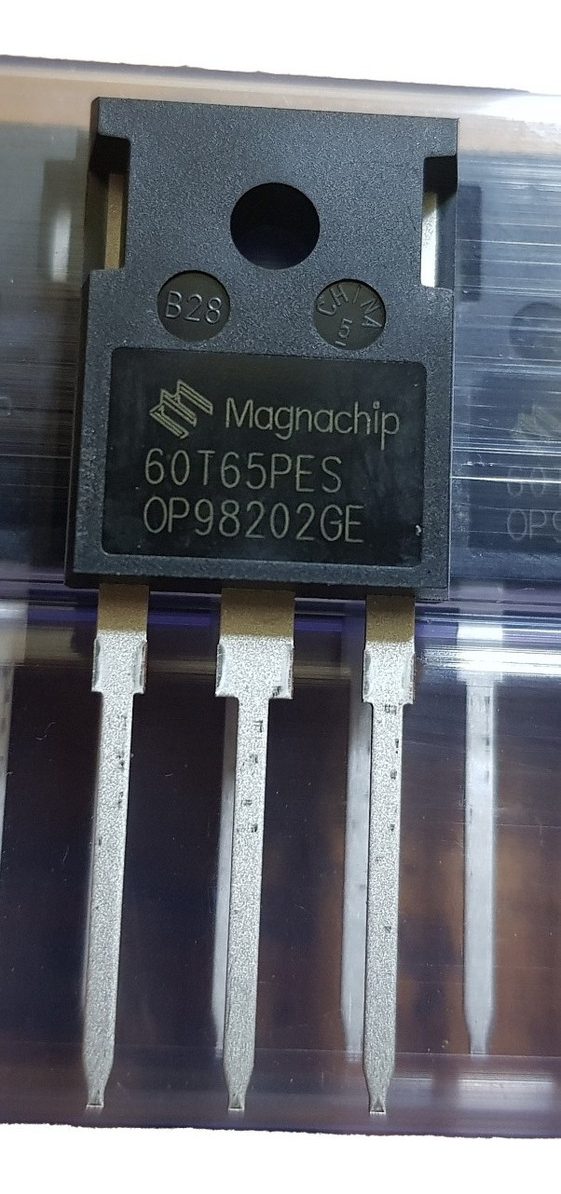 B28
CHINA
5
Magnachip
60T65PES
OP98202GE